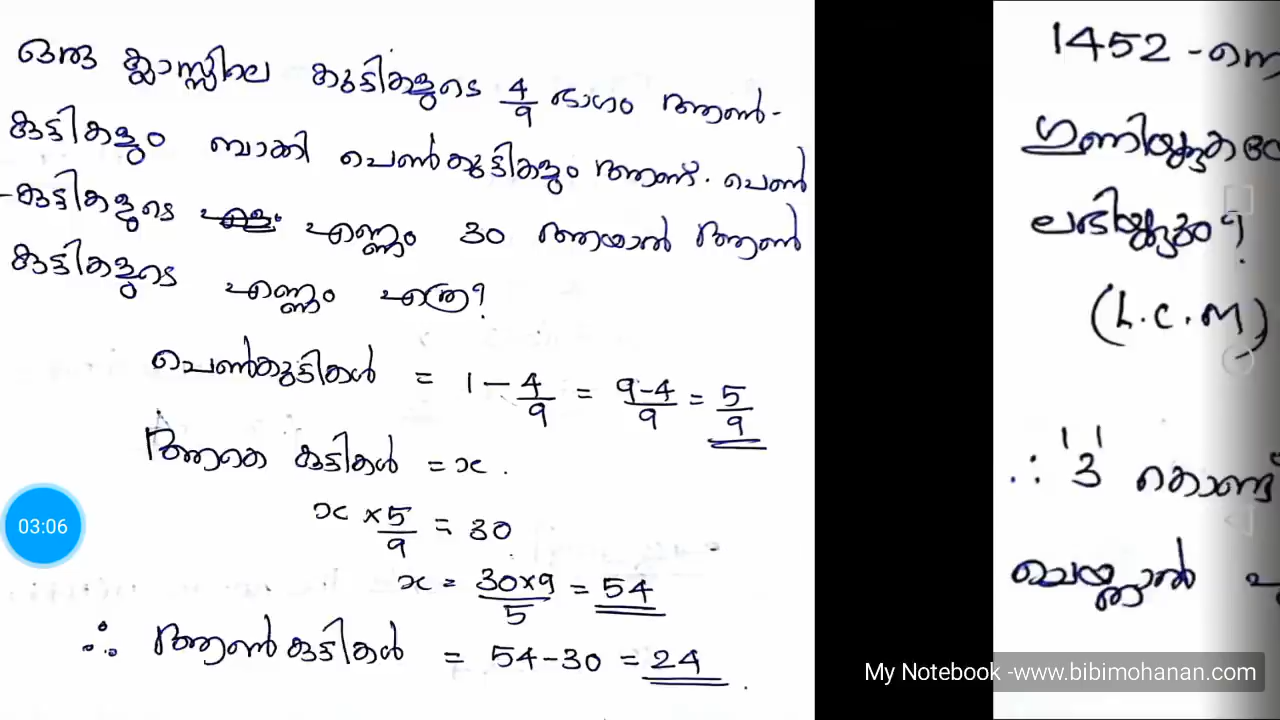 ഒരു ക്ലാസ്സിലെ കുട്ടികളുടെ 4/9 ഭാഗം ആൺ-
കുട്ടികളും ബാക്കി പെൺകുട്ടികളും ആണ്. പെൺ
-കുട്ടികളുടെ എണ്ണം 30 ആയാൽ ആൺ
കുട്ടികളുടെ എണ്ണം എത്ര?
പെൺകുട്ടികൾ = 1 - 4/9 = 9-4/9 = 5/9
ആകെ കുട്ടികൾ = x.
x × 5/9 = 30
x = 30×9/5 = 54
∴ ആൺകുട്ടികൾ = 54-30 = 24.
03:06
1452 -നെ
ഗുണിയ്ക്കുക
ലഭിയ്ക്കും?
(L.C.M)
∴ '3' കൊണ്ട്
ചെയ്താൽ
My Notebook -www.bibimohanan.com